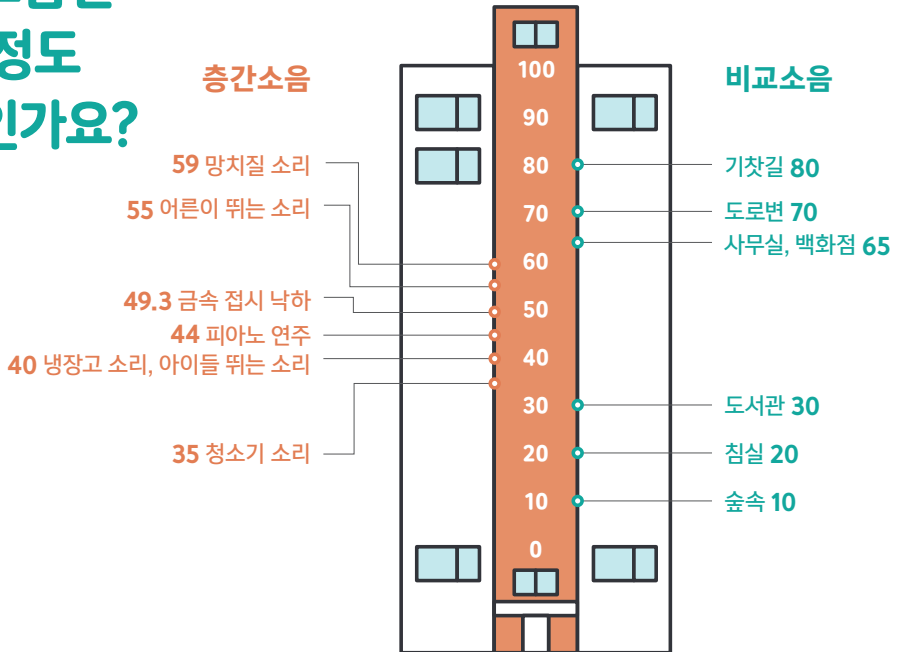 정도
인가요?
층간소음
59 망치질 소리
55 어른이 뛰는 소리
49.3 금속 접시 낙하
44 피아노 연주
40 냉장고 소리, 아이들 뛰는 소리
35 청소기 소리
100
90
80
70
60
50
40
30
20
10
0
비교소음
기찻길 80
도로변 70
사무실, 백화점 65
도서관 30
침실 20
숲속 10